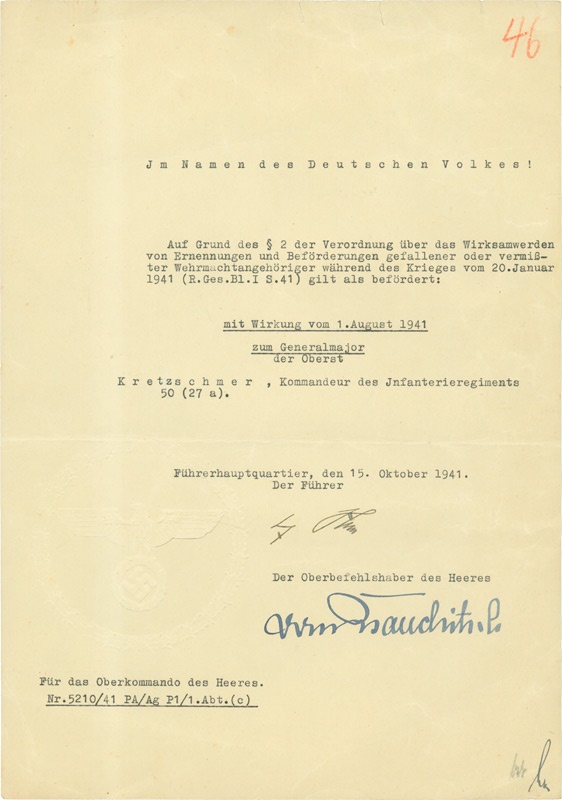 46
Jm Namen des Deutschen Volkes!
Auf Grund des § 2 der Verordnung über das Wirksamwerden
von Ernennungen und Beförderungen gefallener oder vermiß-
ter Wehrmachtangehöriger während des Krieges vom 20.Januar
1941 (R.Ges.Bl.I S.41) gilt als befördert:
mit Wirkung vom 1.August 1941
zum Generalmajor
der Oberst
Kretzschmer , Kommandeur des Jnfanterieregiments
50 (27 a).
Führerhauptquartier, den 15. Oktober 1941.
Der Führer
Der Oberbefehlshaber des Heeres
von Brauchitsch
Für das Oberkommando des Heeres.
Nr.5210/41 PA/Ag P1/1.Abt.(c)